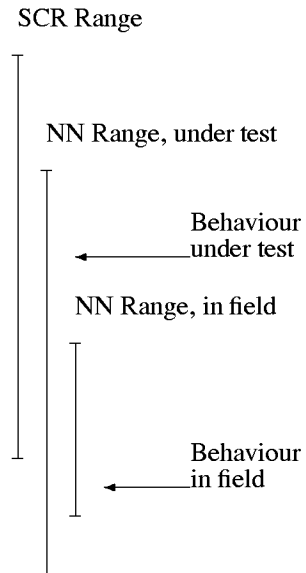 SCR Range
NN Range, under test
Behaviour
under test
NN Range, in field
Behaviour
in field